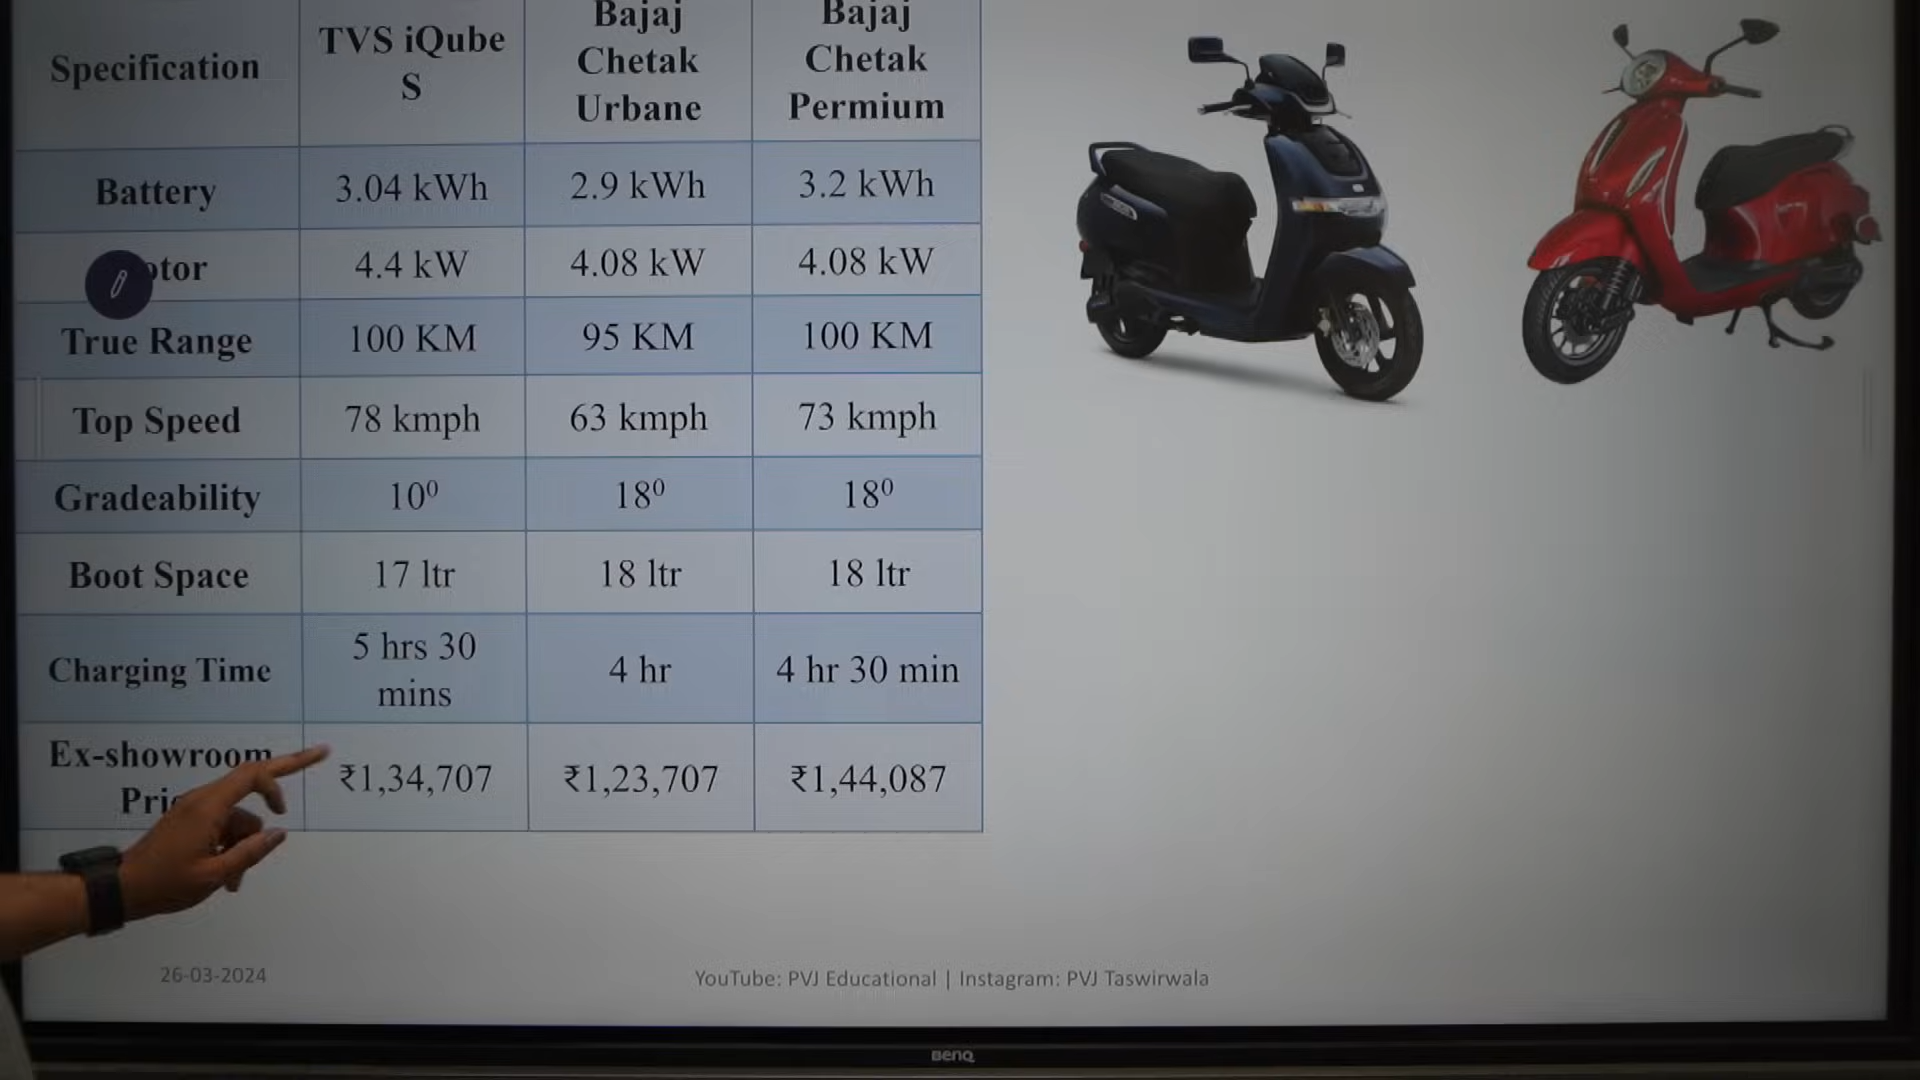 Specification
TVS iQube
S
Bajaj
Chetak
Urbane
Bajaj
Chetak
Permium
Battery
3.04 kWh
2.9 kWh
3.2 kWh
otor
4.4 kW
4.08 kW
4.08 kW
True Range
100 KM
95 KM
100 KM
Top Speed
78 kmph
63 kmph
73 kmph
Gradeability
10⁰
18⁰
18⁰
Boot Space
17 ltr
18 ltr
18 ltr
Charging Time
5 hrs 30
mins
4 hr
4 hr 30 min
Ex-showroom
Pri
₹1,34,707
₹1,23,707
₹1,44,087
26-03-2024
YouTube: PVJ Educational | Instagram: PVJ Taswirwala
BenQ